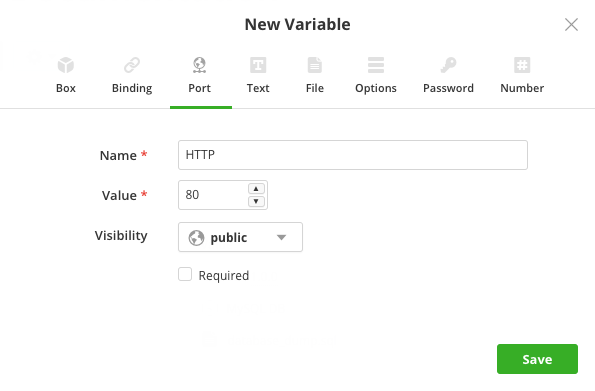 New Variable
Box Binding Port Text File Options Password Number
Name * HTTP
Value * 80
Visibility public
Required
Save